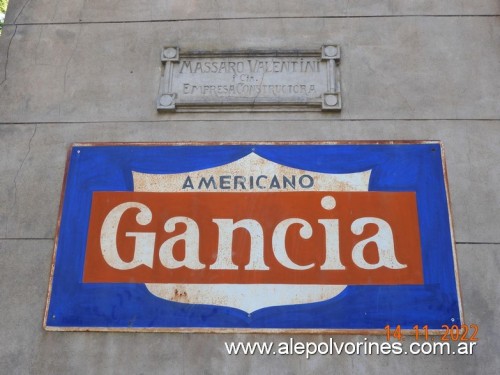 MASSARO VALENTINI
Y CIA.
EMPRESA CONSTRUCTORA
AMERICANO
Gancia
14 11 2022
www.alepolvorines.com.ar